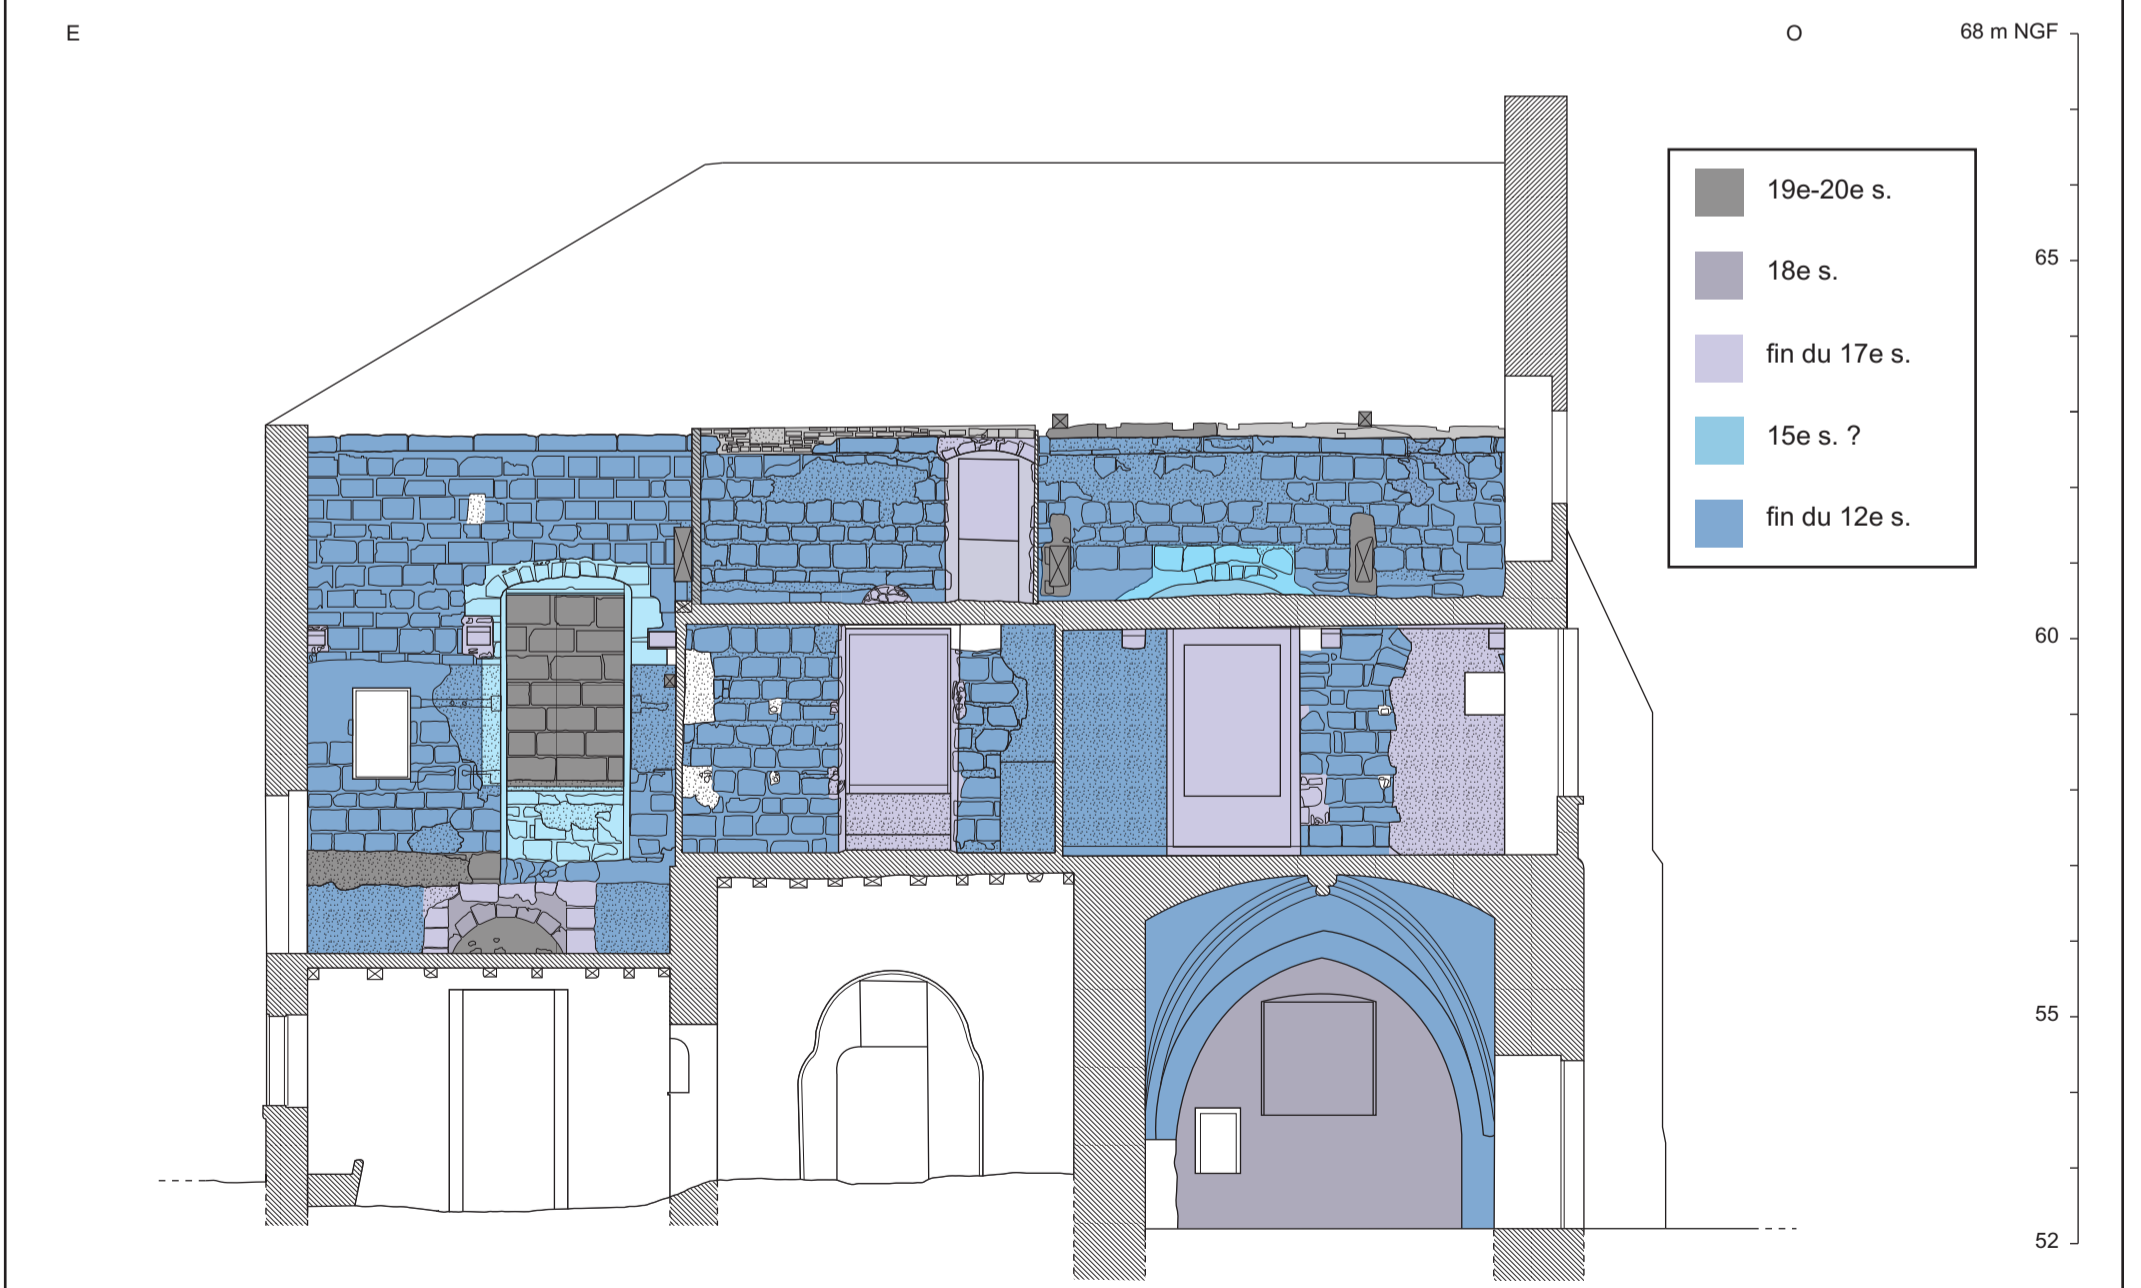 E
O
68 m NGF
19e-20e s.
18e s.
65
fin du 17e s.
15e s. ?
fin du 12e s.
60
55
52